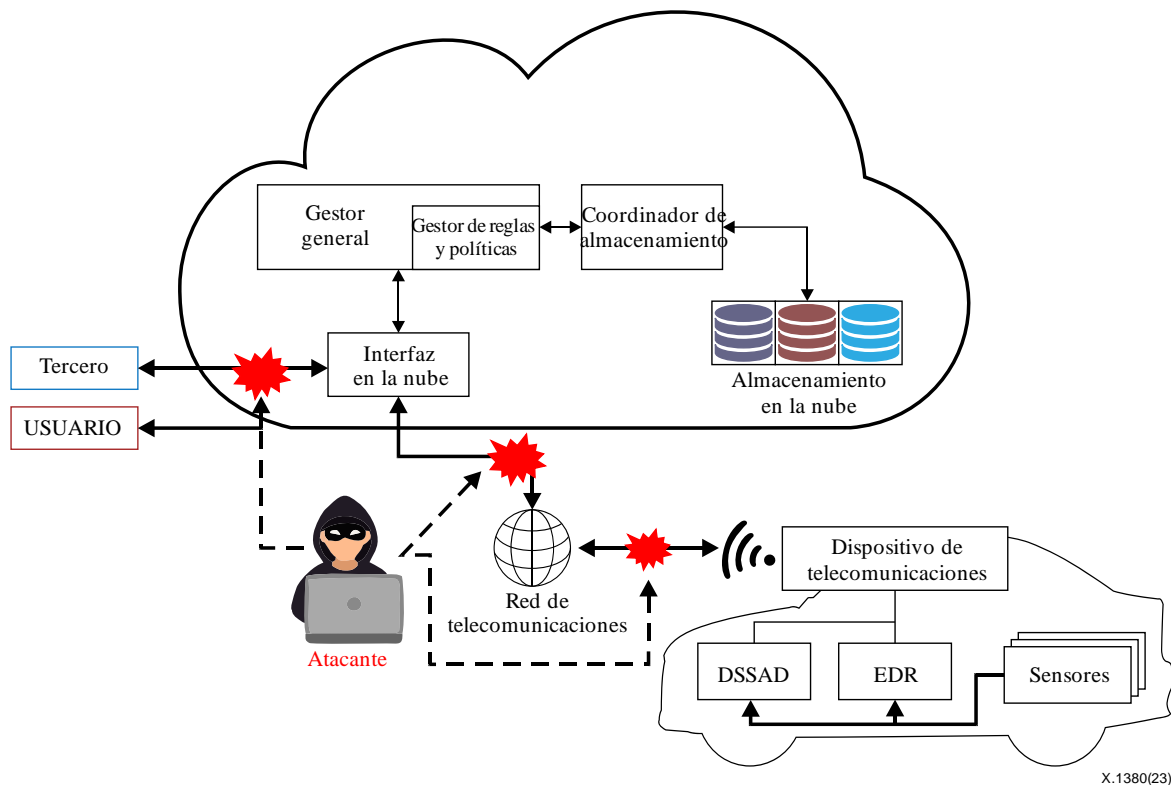 Gestor
general
Gestor de reglas
y políticas
Coordinador de
almacenamiento
Tercero
Interfaz
en la nube
Almacenamiento
en la nube
USUARIO
Dispositivo de
telecomunicaciones
Red de
telecomunicaciones
Atacante
DSSAD
EDR
Sensores
X.1380(23)